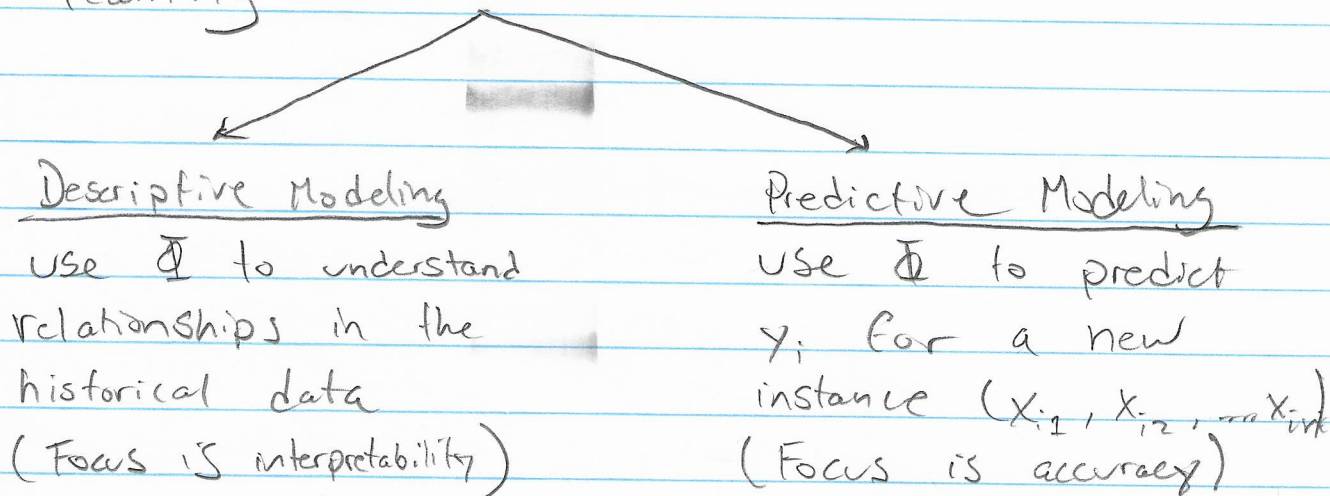 Descriptive Modeling
use Φ to understand
relationships in the
historical data
(Focus is interpretability)
Predictive Modeling
use Φ to predict
yᵢ for a new
instance (xᵢ₁, xᵢ₂, ...
(Focus is accuracy)